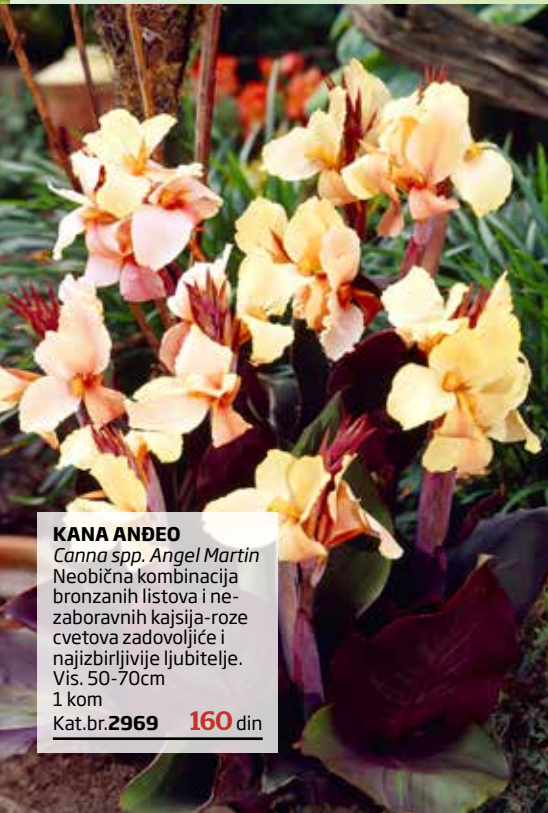 KANA ANĐEO
Canna spp. Angel Martin
Neobična kombinacija
bronzanih listova i ne-
zaboravnih kajsija-roze
cvetova zadovoljiće i
najizbirljivije ljubitelje.
Vis. 50-70cm
1 kom
Kat.br.2969 160 din